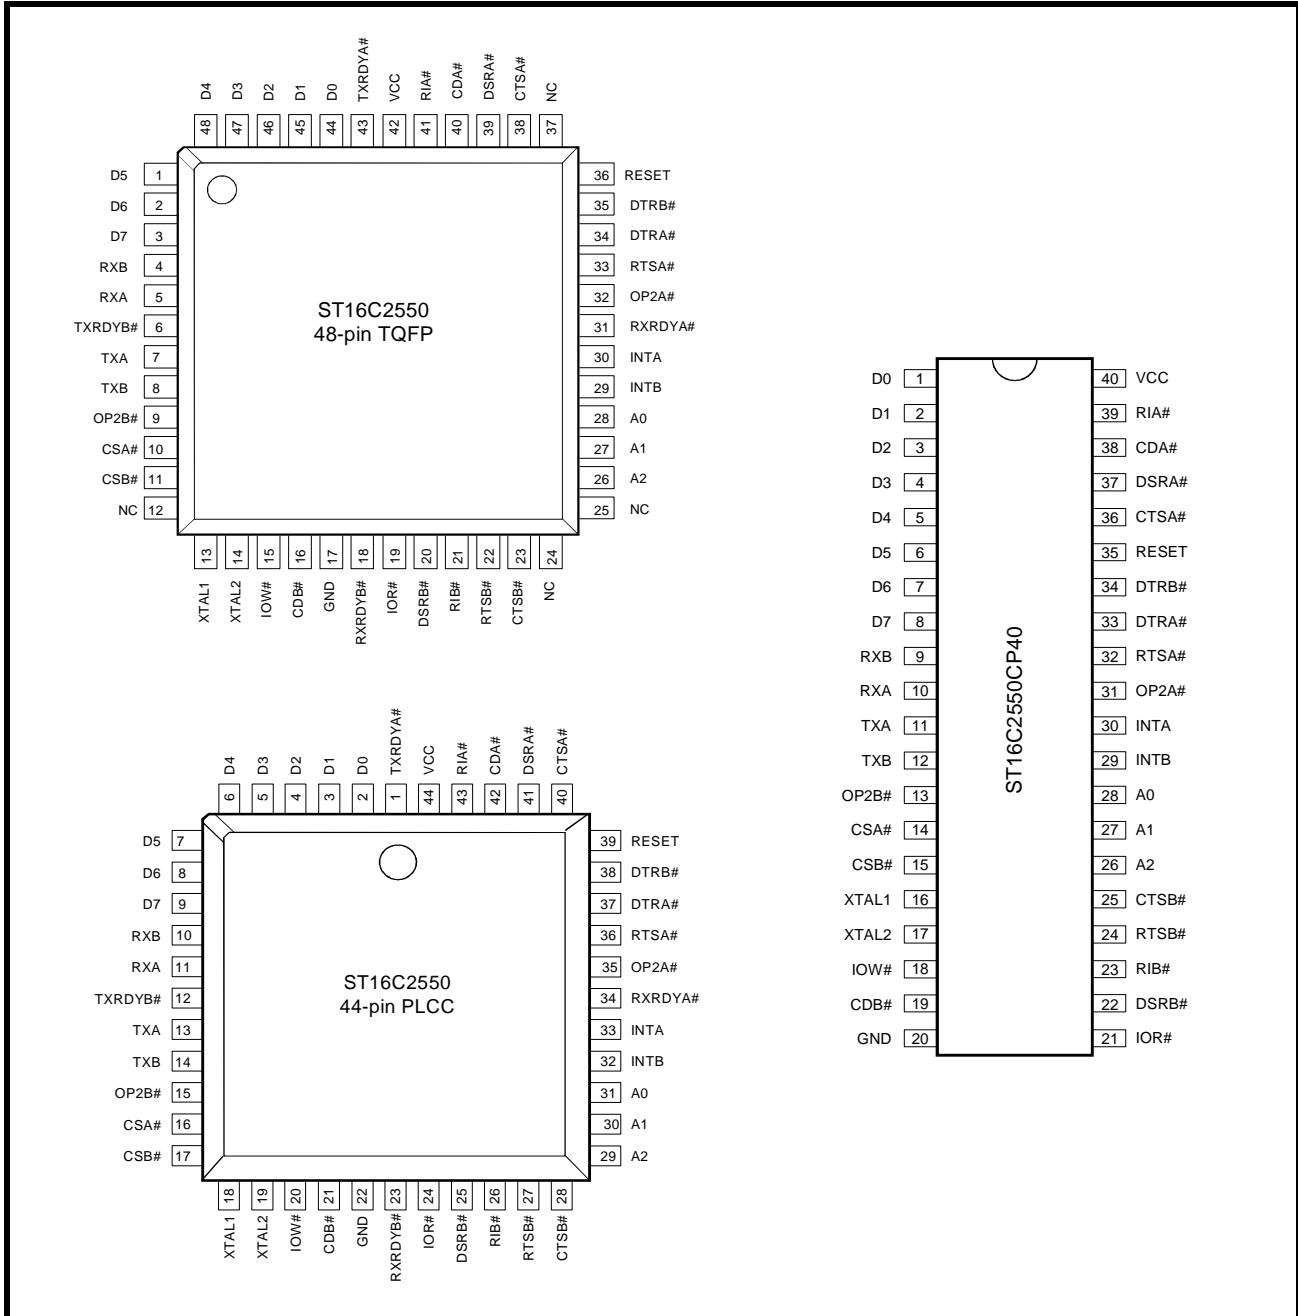 D4 D3 D2 D1 D0 TXRDYA# VCC RIA# CDA# DSRA# CTSA# NC
48 47 46 45 44 43 42 41 40 39 38 37
D5 1 36 RESET
D6 2 35 DTRB#
D7 3 34 DTRA#
RXB 4 33 RTSA#
RXA 5 32 OP2A#
TXRDYB# 6 31 RXRDYA#
TXA 7 30 INTA
TXB 8 29 INTB
OP2B# 9 28 A0
CSA# 10 27 A1
CSB# 11 26 A2
NC 12 25 NC
ST16C2550
48-pin TQFP
13 14 15 16 17 18 19 20 21 22 23 24
XTAL1 XTAL2 IOW# CDB# GND RXRDYB# IOR# DSRB# RIB# RTSB# CTSB# NC
D4 D3 D2 D1 D0 TXRDYA# VCC RIA# CDA# DSRA# CTSA#
6 5 4 3 2 1 44 43 42 41 40
D5 7 39 RESET
D6 8 38 DTRB#
D7 9 37 DTRA#
RXB 10 36 RTSA#
RXA 11 35 OP2A#
TXRDYB# 12 34 RXRDYA#
TXA 13 33 INTA
TXB 14 32 INTB
OP2B# 15 31 A0
CSA# 16 30 A1
CSB# 17 29 A2
ST16C2550
44-pin PLCC
18 19 20 21 22 23 24 25 26 27 28
XTAL1 XTAL2 IOW# CDB# GND RXRDYB# IOR# DSRB# RIB# RTSB# CTSB#
D0 1 40 VCC
D1 2 39 RIA#
D2 3 38 CDA#
D3 4 37 DSRA#
D4 5 36 CTSA#
D5 6 35 RESET
D6 7 34 DTRB#
D7 8 33 DTRA#
RXB 9 32 RTSA#
RXA 10 31 OP2A#
TXA 11 30 INTA
TXB 12 29 INTB
OP2B# 13 28 A0
CSA# 14 27 A1
CSB# 15 26 A2
XTAL1 16 25 CTSB#
XTAL2 17 24 RTSB#
IOW# 18 23 RIB#
CDB# 19 22 DSRB#
GND 20 21 IOR#
ST16C2550CP40